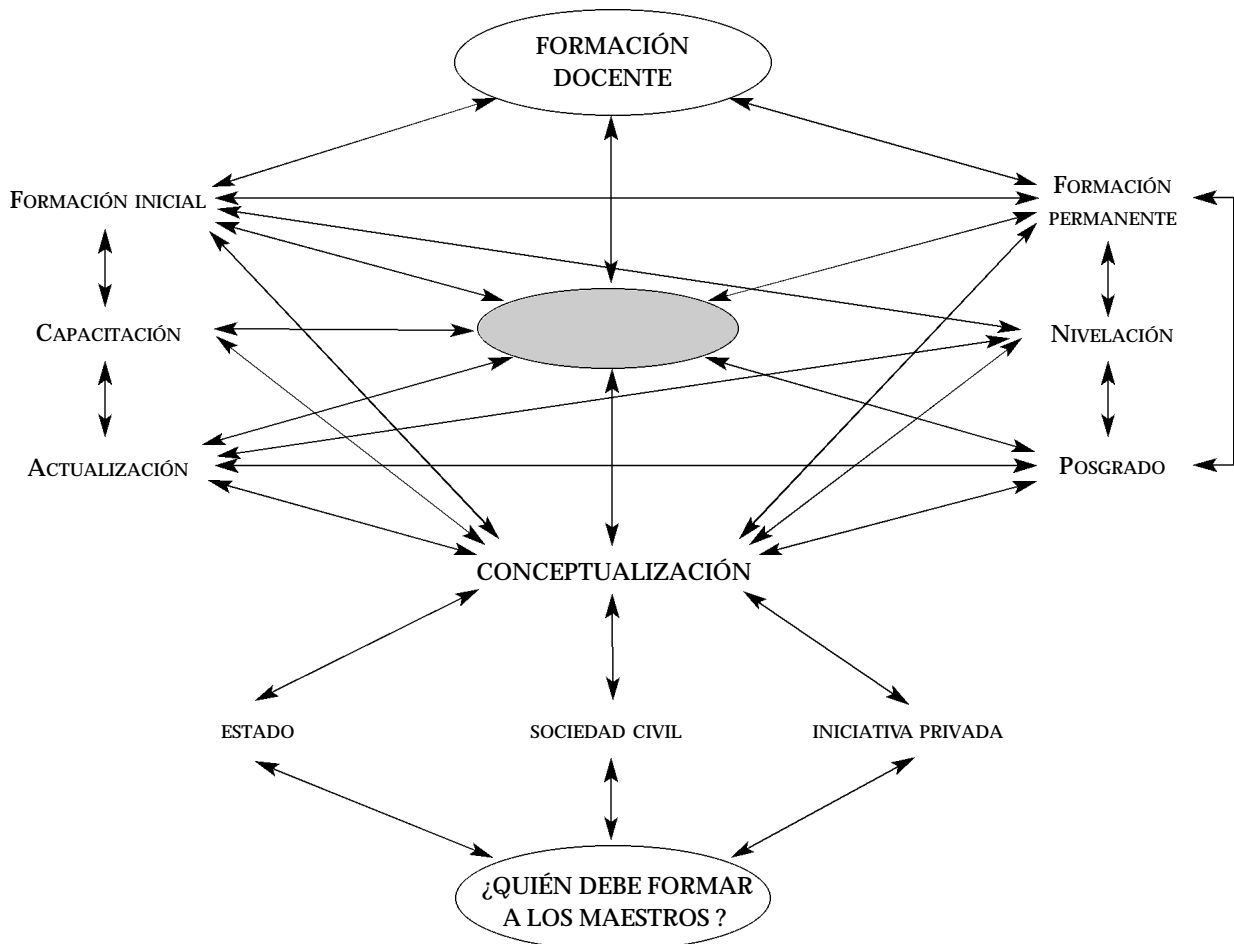 FORMACIÓN
DOCENTE
FORMACIÓN INICIAL
FORMACIÓN
PERMANENTE
CAPACITACIÓN
NIVELACIÓN
ACTUALIZACIÓN
POSGRADO
CONCEPTUALIZACIÓN
ESTADO
SOCIEDAD CIVIL
INICIATIVA PRIVADA
¿QUIÉN DEBE FORMAR
A LOS MAESTROS ?